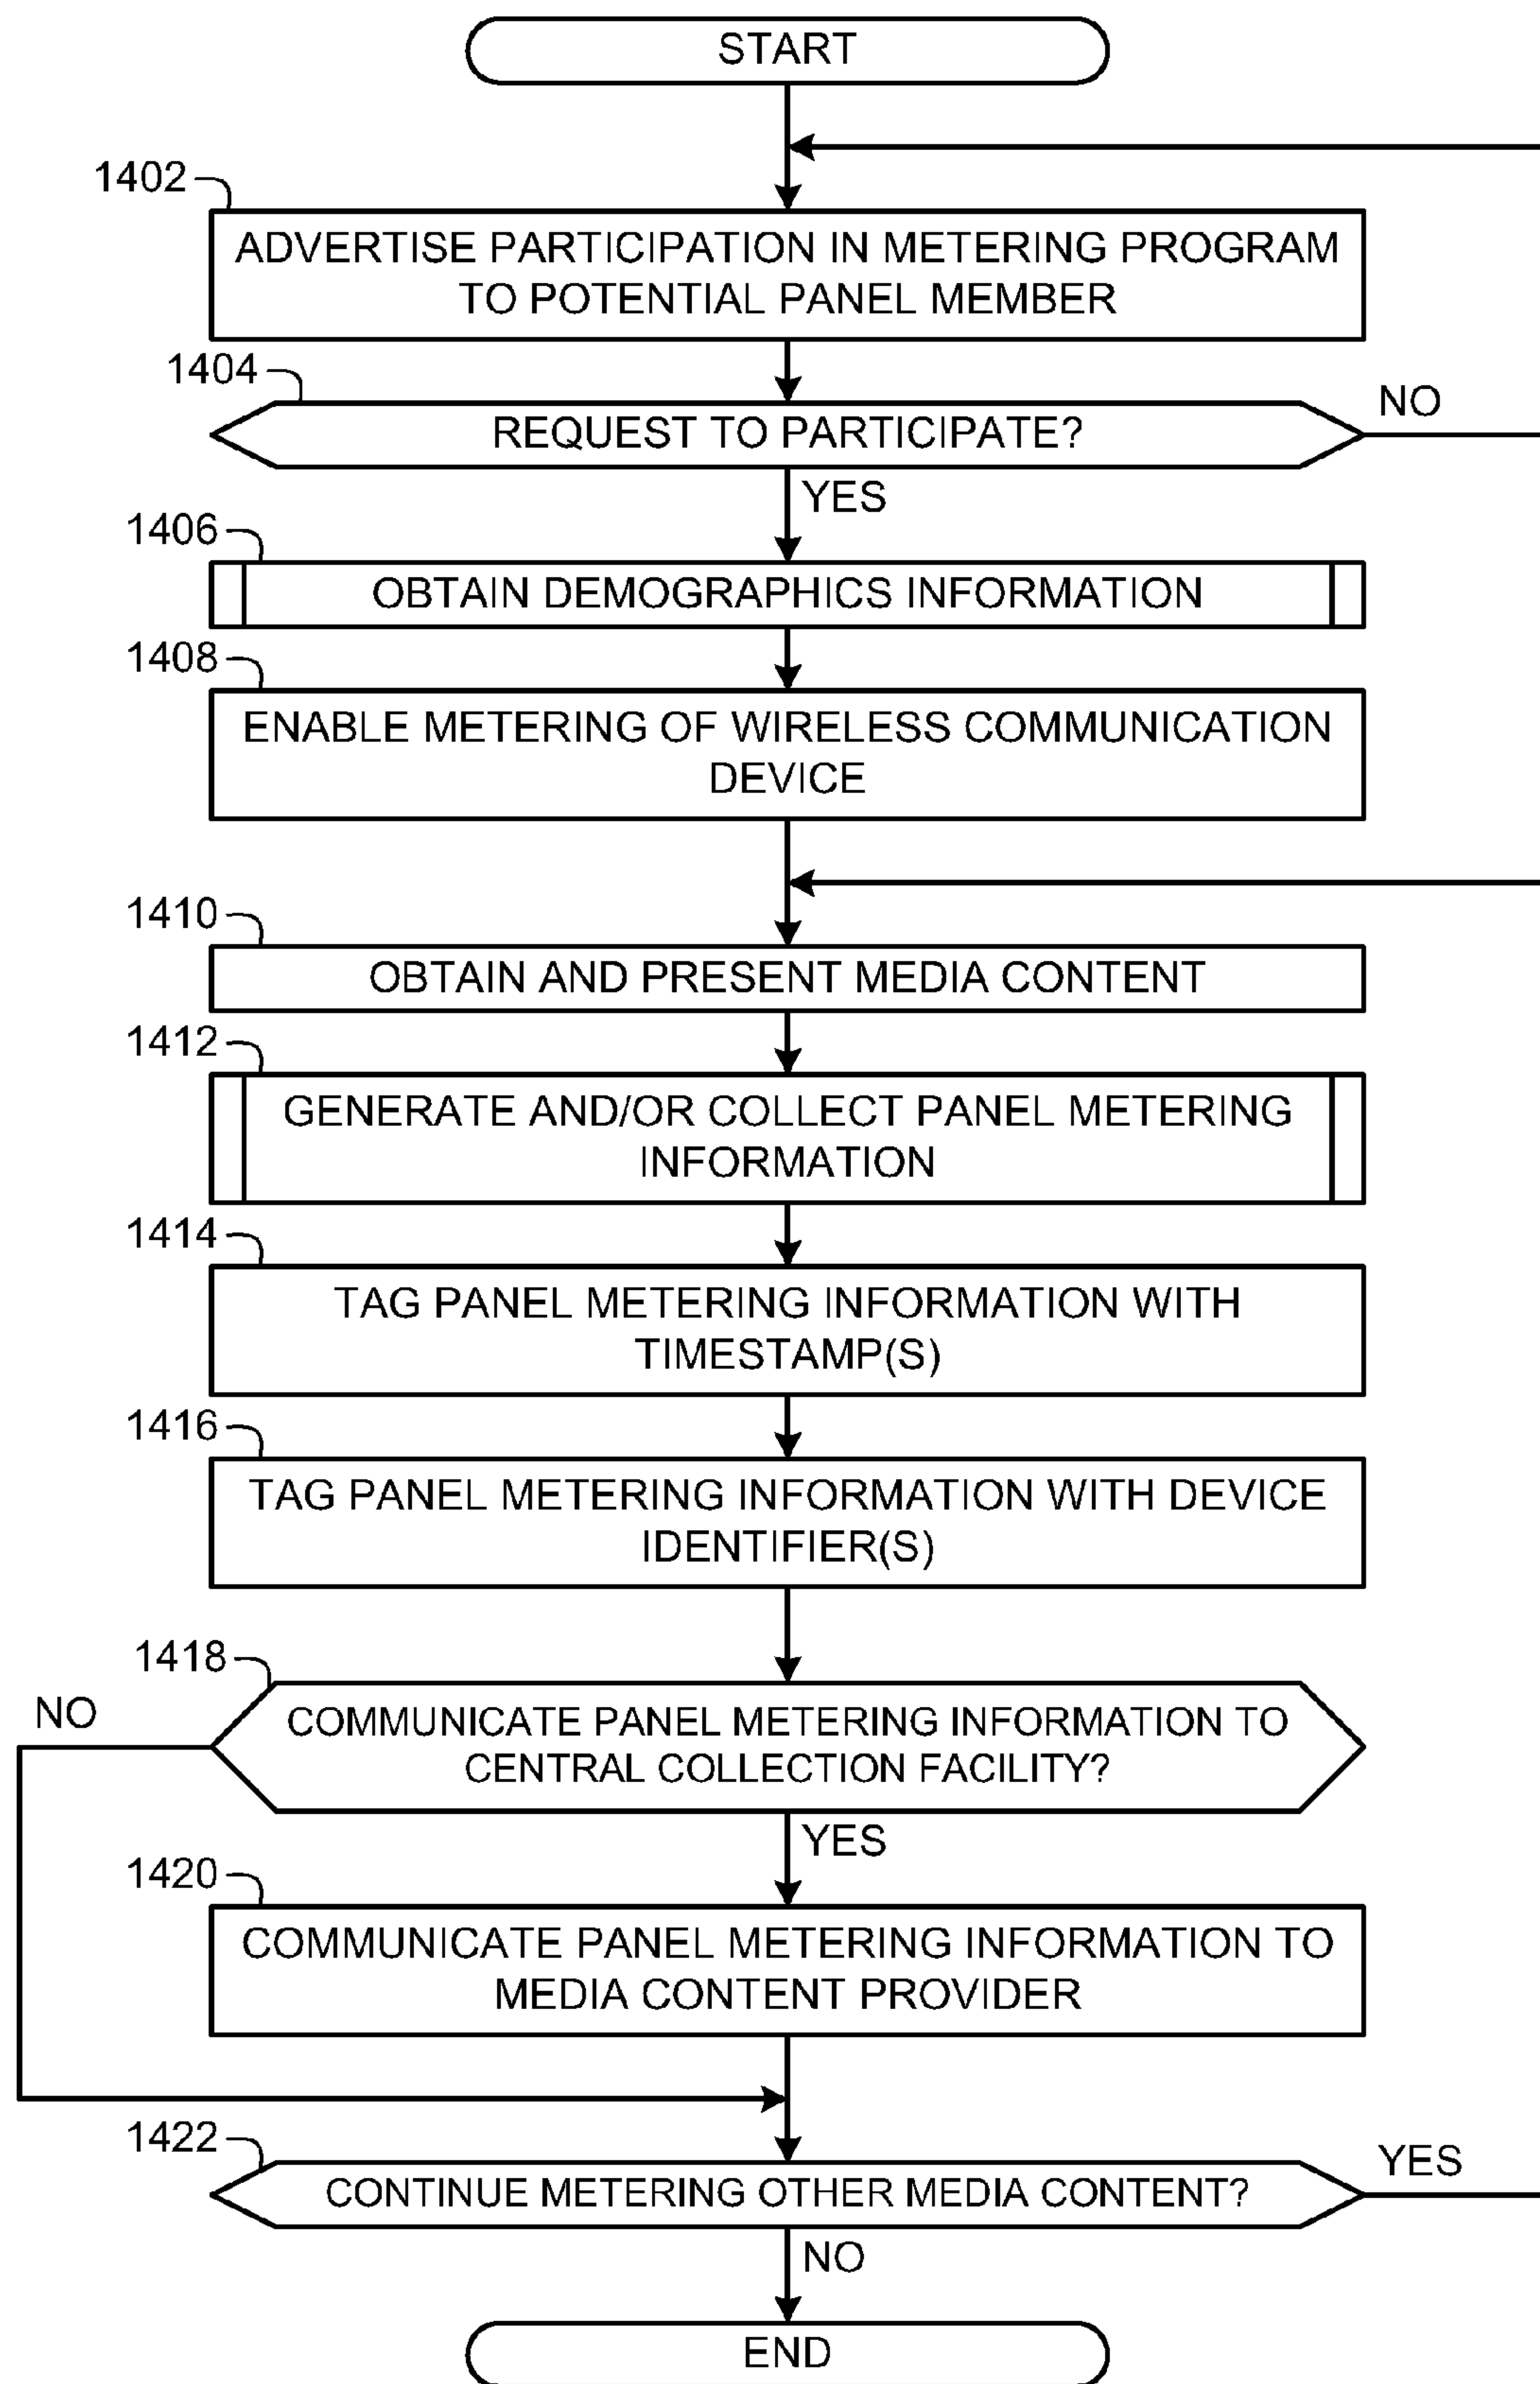 START
1402
ADVERTISE PARTICIPATION IN METERING PROGRAM
TO POTENTIAL PANEL MEMBER
1404
REQUEST TO PARTICIPATE?
NO
YES
1406
OBTAIN DEMOGRAPHICS INFORMATION
1408
ENABLE METERING OF WIRELESS COMMUNICATION
DEVICE
1410
OBTAIN AND PRESENT MEDIA CONTENT
1412
GENERATE AND/OR COLLECT PANEL METERING
INFORMATION
1414
TAG PANEL METERING INFORMATION WITH
TIMESTAMP(S)
1416
TAG PANEL METERING INFORMATION WITH DEVICE
IDENTIFIER(S)
1418
NO
COMMUNICATE PANEL METERING INFORMATION TO
CENTRAL COLLECTION FACILITY?
YES
1420
COMMUNICATE PANEL METERING INFORMATION TO
MEDIA CONTENT PROVIDER
1422
CONTINUE METERING OTHER MEDIA CONTENT?
YES
NO
END